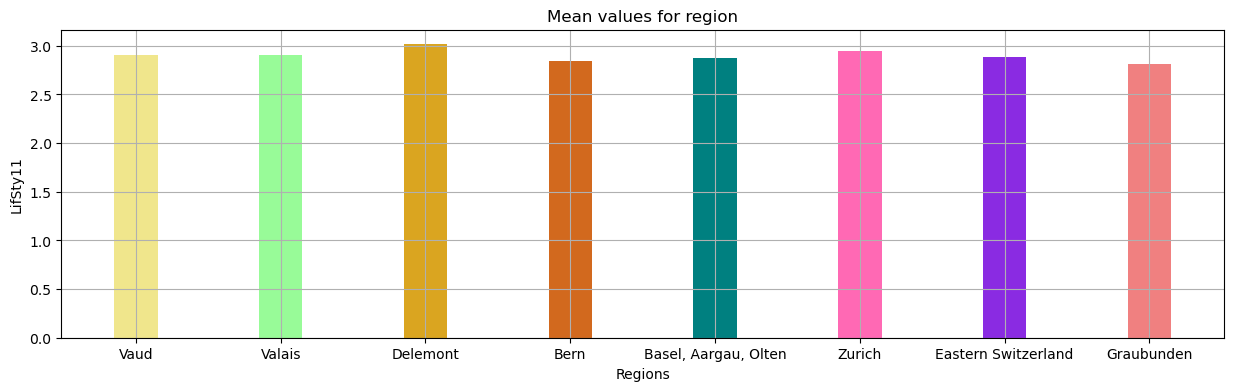 Mean values for region
LifSty11
3.0
2.5
2.0
1.5
1.0
0.5
0.0
Vaud Valais Delemont Bern Basel, Aargau, Olten Zurich Eastern Switzerland Graubunden
Regions